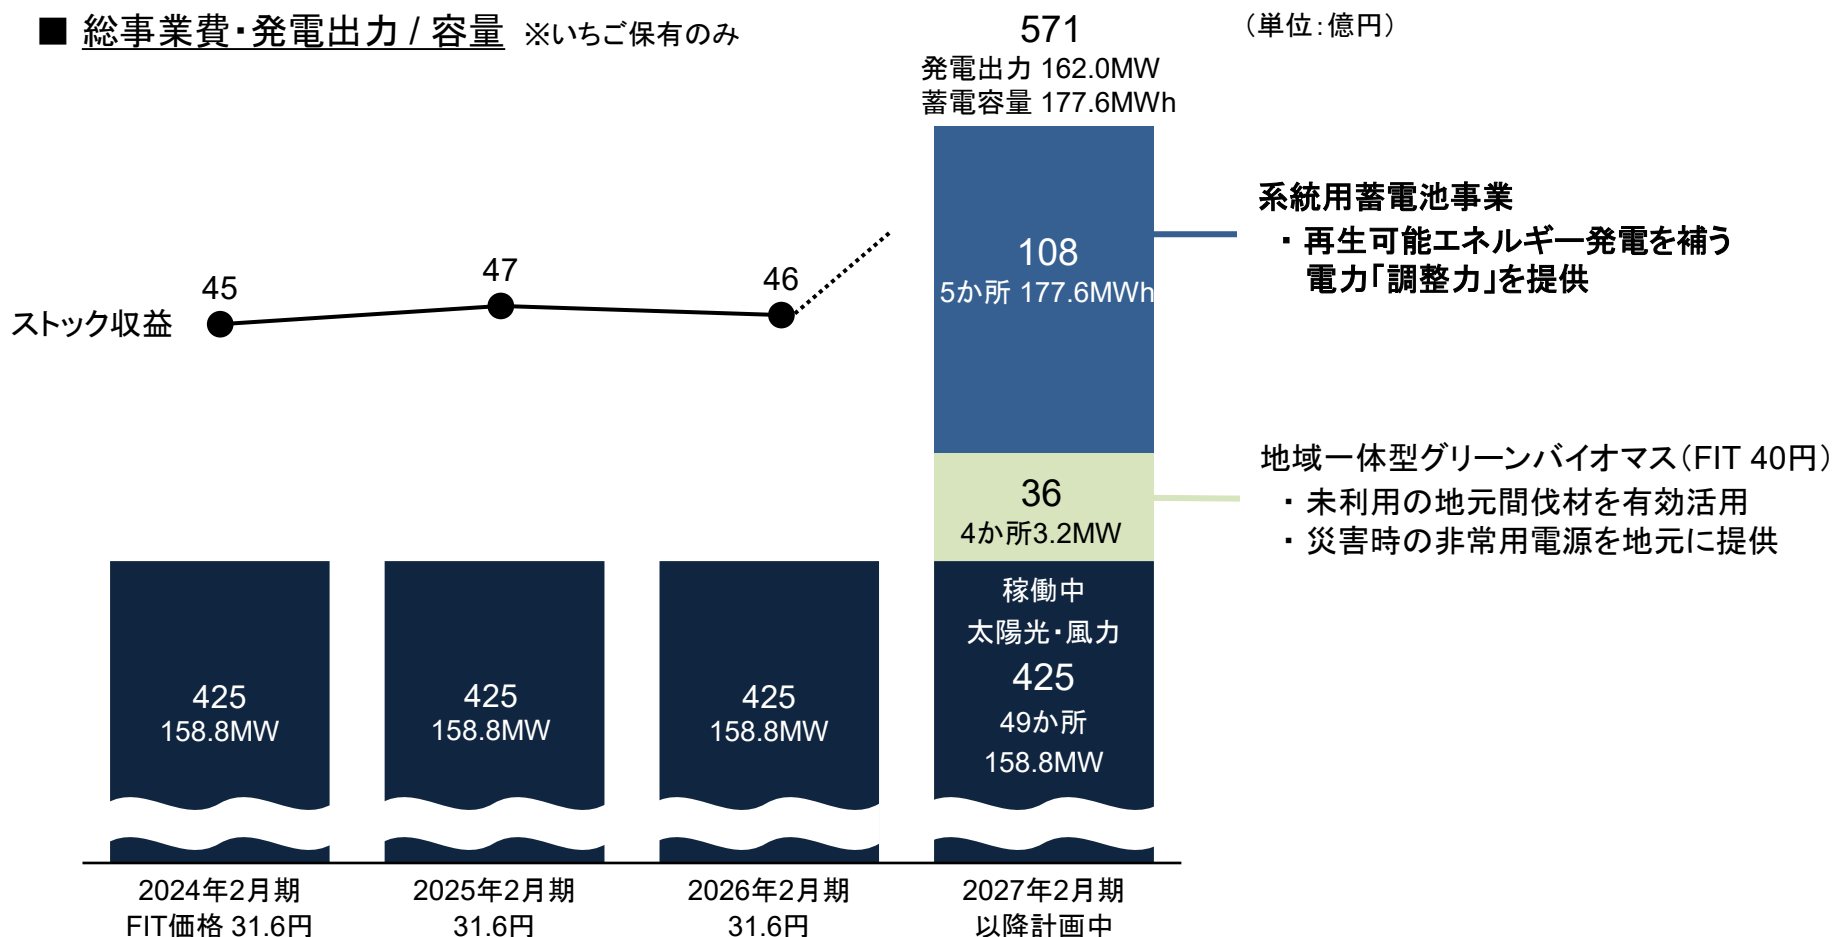 ■ 総事業費・発電出力 / 容量 ※いちご保有のみ
（単位：億円）
571
発電出力 162.0MW
蓄電容量 177.6MWh
系統用蓄電池事業
・再生可能エネルギー発電を補う
電力「調整力」を提供
108
5か所 177.6MWh
45
47
46
ストック収益
地域一体型グリーンバイオマス（FIT 40円）
・未利用の地元間伐材を有効活用
・災害時の非常用電源を地元に提供
36
4か所3.2MW
425
158.8MW
425
158.8MW
425
158.8MW
稼働中
太陽光・風力
425
49か所
158.8MW
2024年2月期
FIT価格 31.6円
2025年2月期
31.6円
2026年2月期
31.6円
2027年2月期
以降計画中